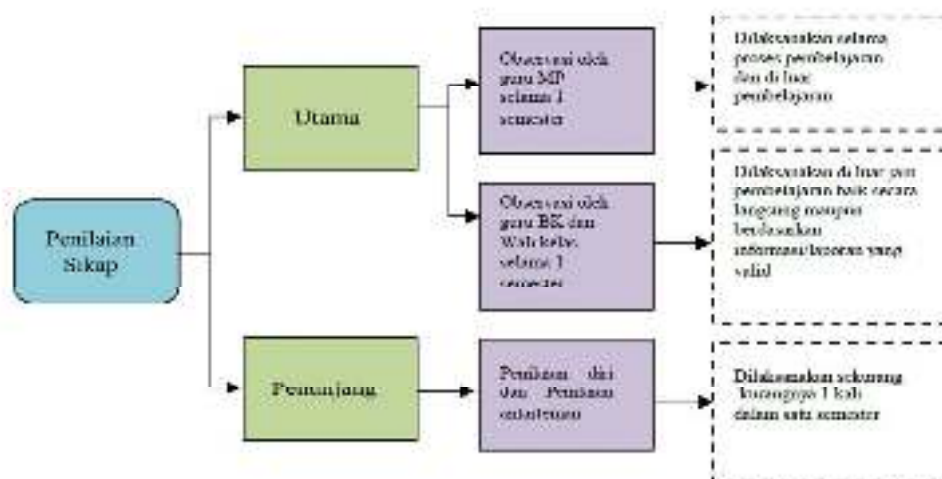 Penilaian
Sikap
Utama
Penunjang
Observasi oleh
guru MP
selama 1
semester
Observasi oleh
guru BK dan
Wali kelas
selama 1
semester
Penilaian diri
dan Penilaian
antarteman
Dilaksanakan selama
proses pembelajaran
dan di luar
pembelajaran
Dilaksanakan di luar jam
pembelajaran baik secara
langsung maupun
berdasarkan
informasi/laporan yang
valid
Dilaksanakan sekurang
kurangnya 1 kali
dalam satu semester